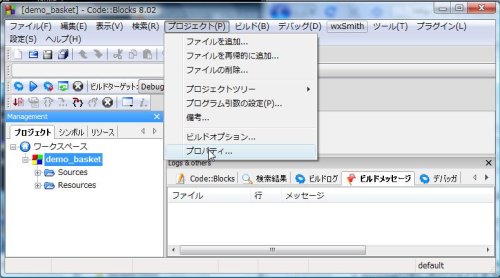 [demo_basket] - Code::Blocks 8.02
ファイル(F) 編集(E) 表示(V) 検索(R) プロジェクト(P) ビルド(B) デバッグ(D) wxSmith ツール(T) プラグイン(L)
設定(S) ヘルプ(H)
ファイルを追加...
ファイルを再帰的に追加...
ファイルの削除...
プロジェクトツリー
プログラム引数の設定(P)...
備考...
ビルドオプション...
プロパティ...
ビルドターゲット: Debug
Management
プロジェクト シンボル リソース
ワークスペース
demo_basket
Sources
Resources
Logs & others
Code::Blocks 検索結果 ビルドログ ビルドメッセージ デバッガ
ファイル 行 メッセージ
default